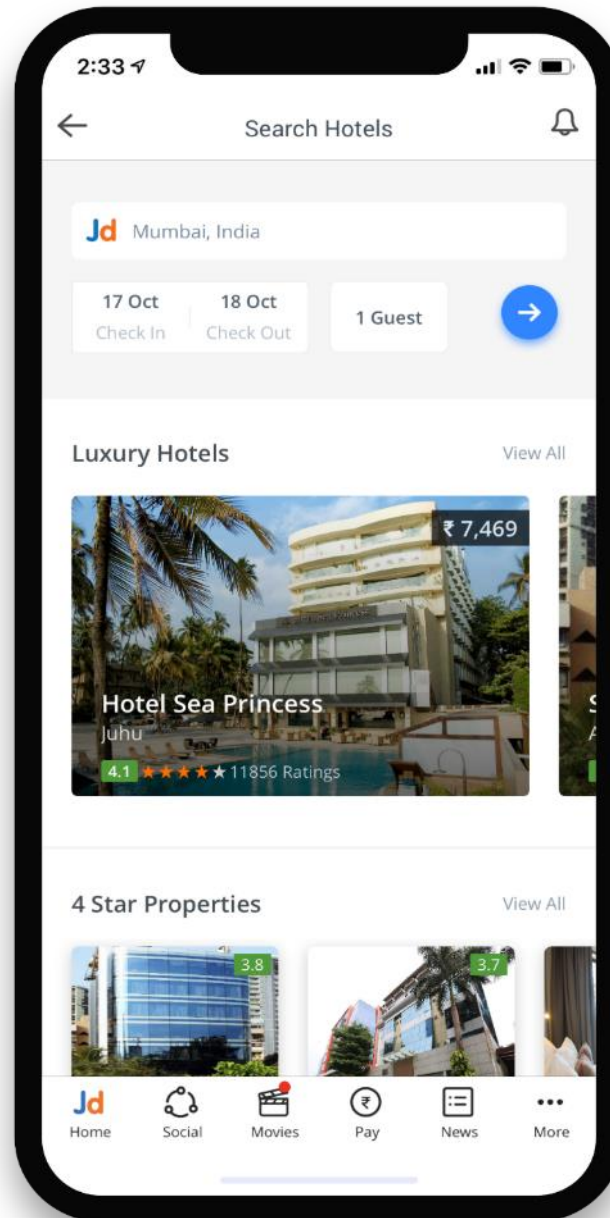 2:33
Search Hotels
Jd Mumbai, India
17 Oct
Check In
18 Oct
Check Out
1 Guest
Luxury Hotels
View All
₹ 7,469
Hotel Sea Princess
Juhu
4.1 11856 Ratings
S
A
4 Star Properties
View All
3.8
3.7
Jd
Home
Social
Movies
₹
Pay
News
More